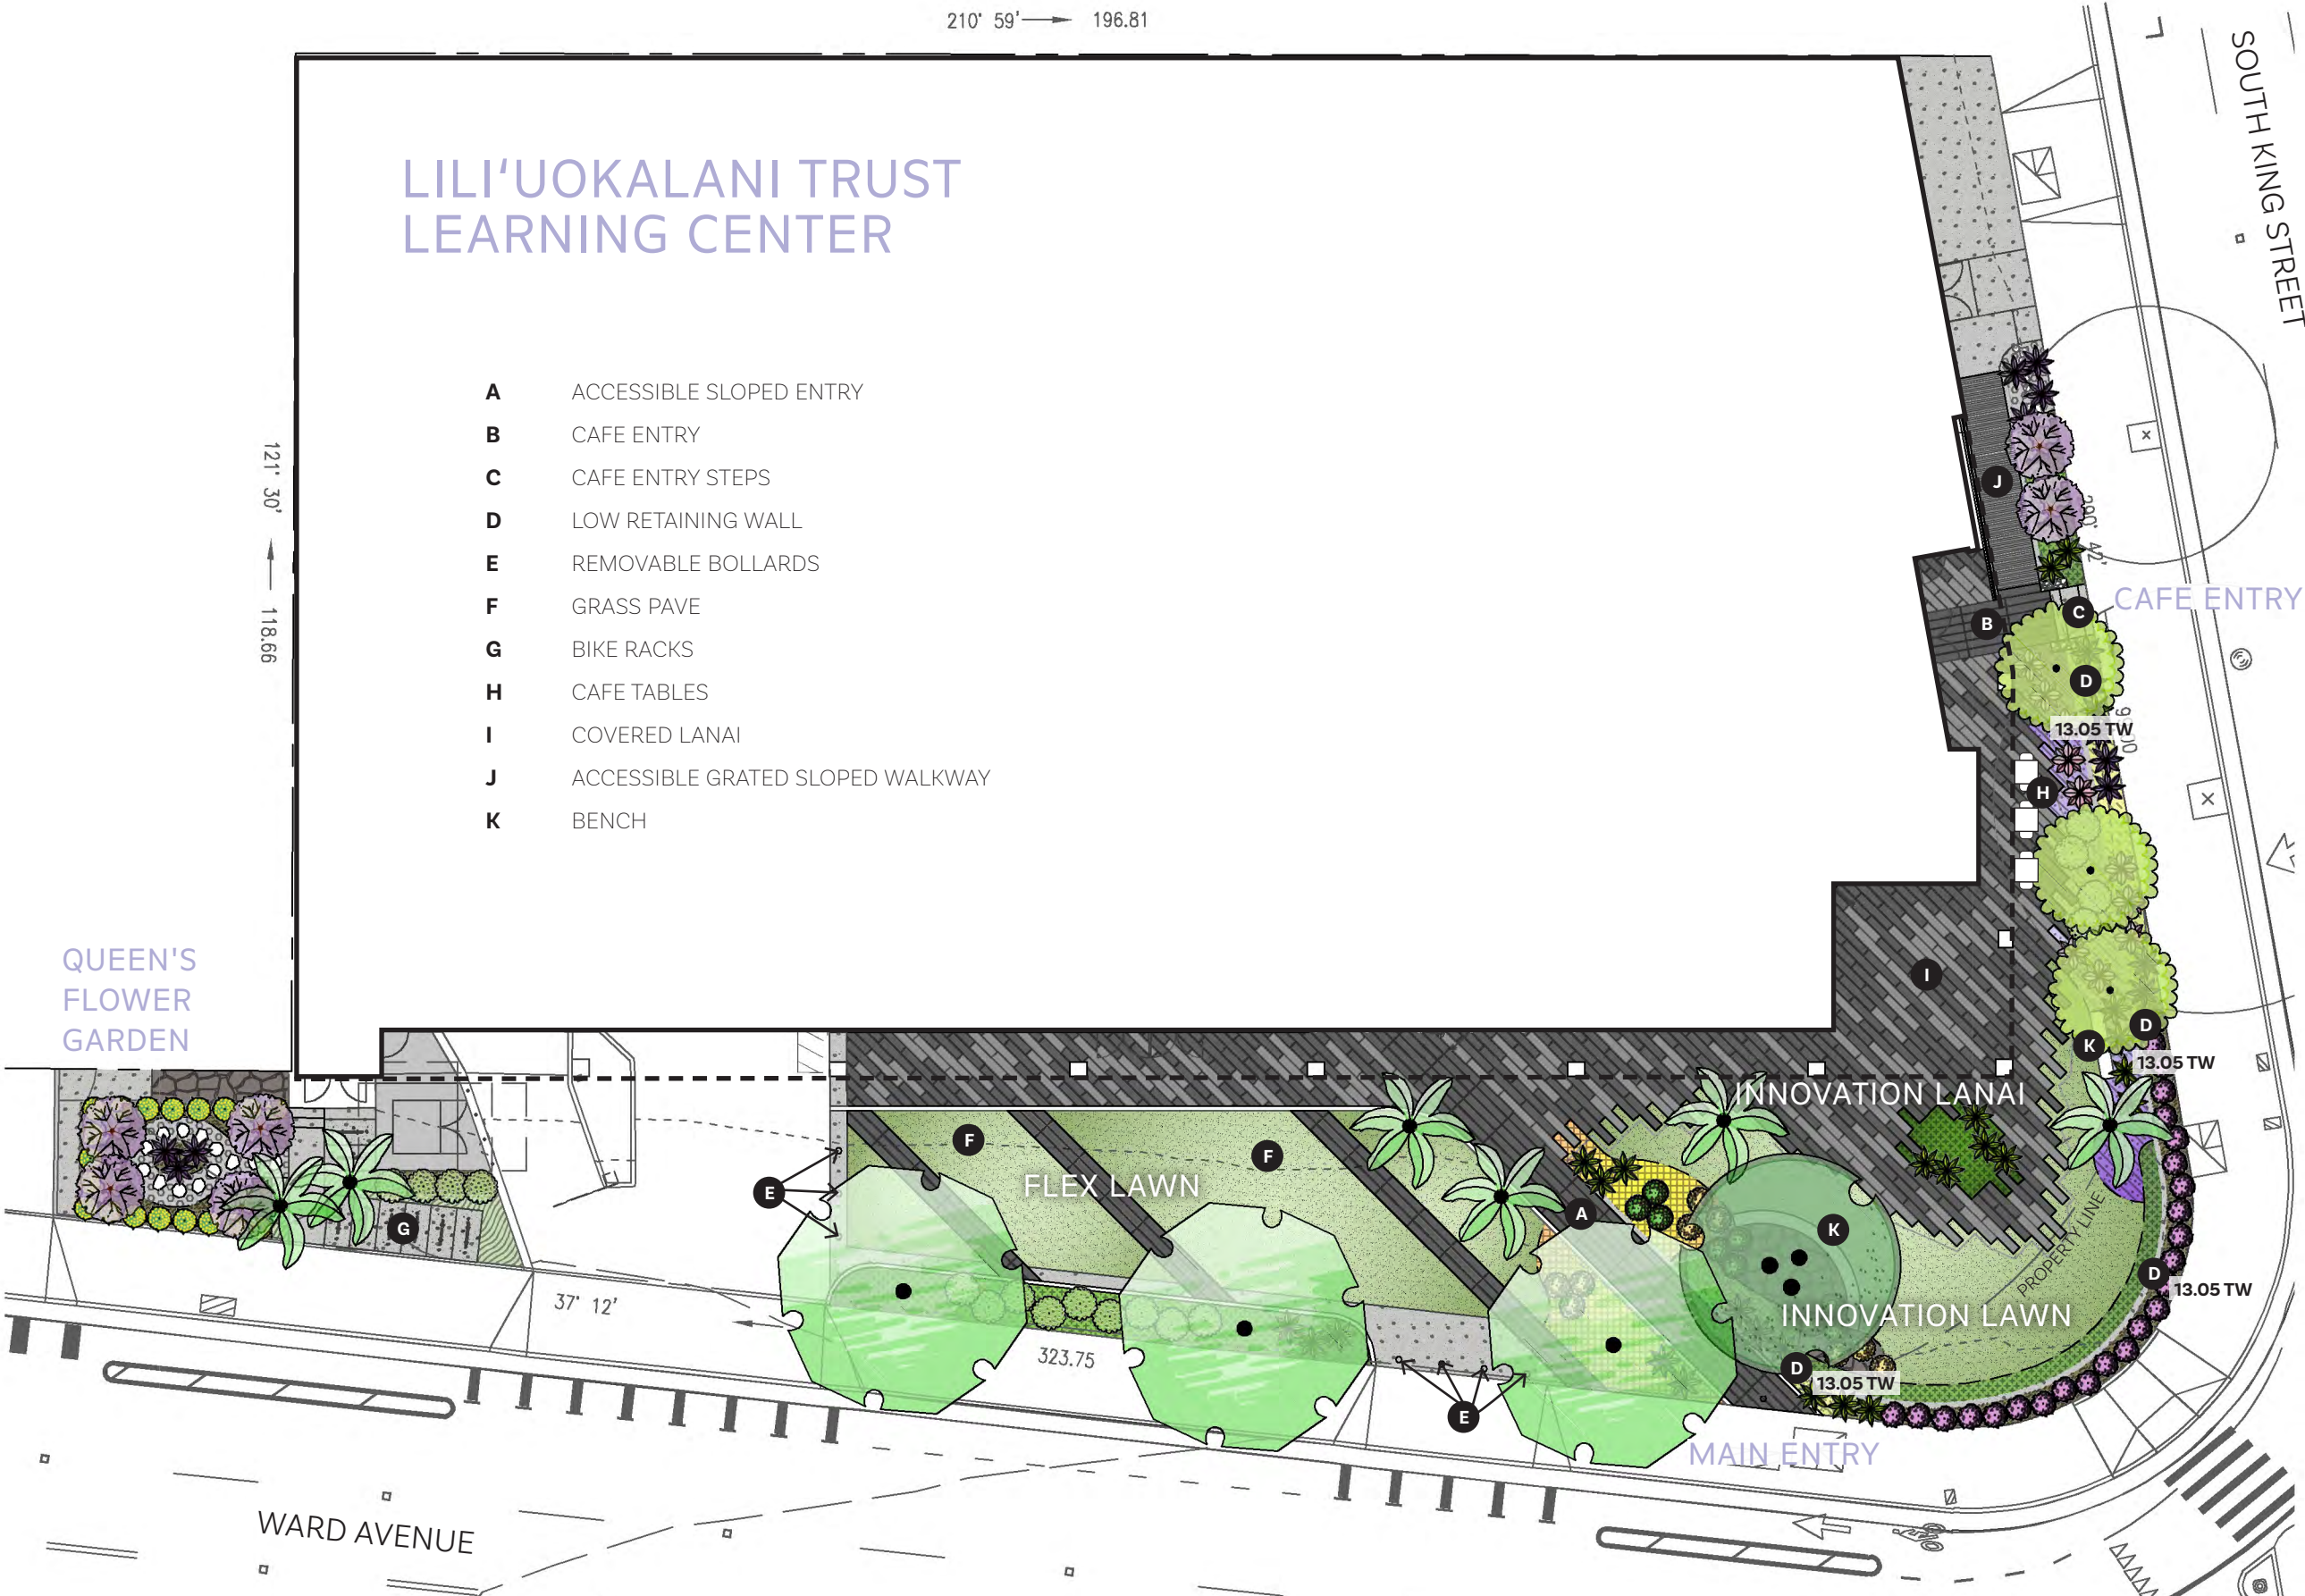 210° 59' 196.81
SOUTH KING STREET
LILI‘UOKALANI TRUST
LEARNING CENTER
A ACCESSIBLE SLOPED ENTRY
B CAFE ENTRY
C CAFE ENTRY STEPS
D LOW RETAINING WALL
E REMOVABLE BOLLARDS
F GRASS PAVE
G BIKE RACKS
H CAFE TABLES
I COVERED LANAI
J ACCESSIBLE GRATED SLOPED WALKWAY
K BENCH
121° 30' 118.66
J
290° 42'
CAFE ENTRY
C
B
D
13.05 TW
H
I
QUEEN'S
FLOWER
GARDEN
D
K
13.05 TW
INNOVATION LANAI
F
F
FLEX LAWN
E
A
K
G
PROPERTY LINE
D
13.05 TW
INNOVATION LAWN
37° 12'
323.75
D
13.05 TW
E
MAIN ENTRY
WARD AVENUE